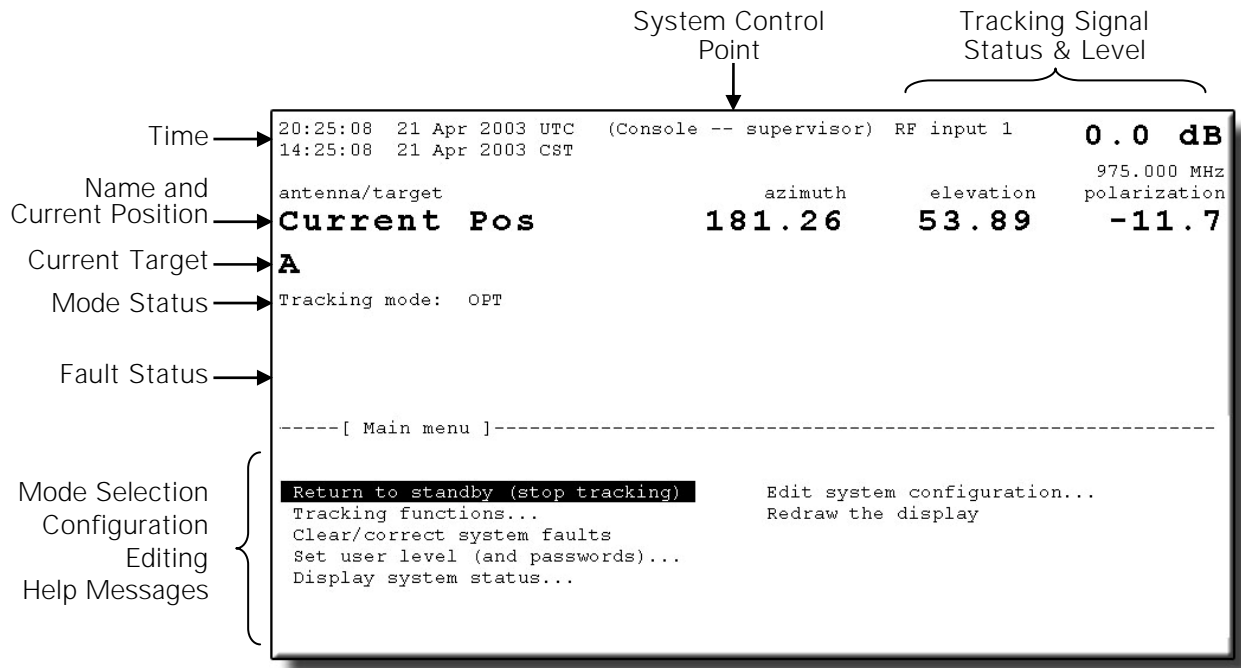 System Control
Point
Tracking Signal
Status & Level
Time
20:25:08 21 Apr 2003 UTC (Console -- supervisor) RF input 1 0.0 dB
14:25:08 21 Apr 2003 CST
975.000 MHz
Name and
Current Position
antenna/target azimuth elevation polarization
Current Pos 181.26 53.89 -11.7
Current Target
A
Mode Status
Tracking mode: OPT
Fault Status
-----[ Main menu ]-------------------------------------------------------------
Mode Selection
Configuration
Editing
Help Messages
Return to standby (stop tracking) Edit system configuration...
Tracking functions... Redraw the display
Clear/correct system faults
Set user level (and passwords)...
Display system status...